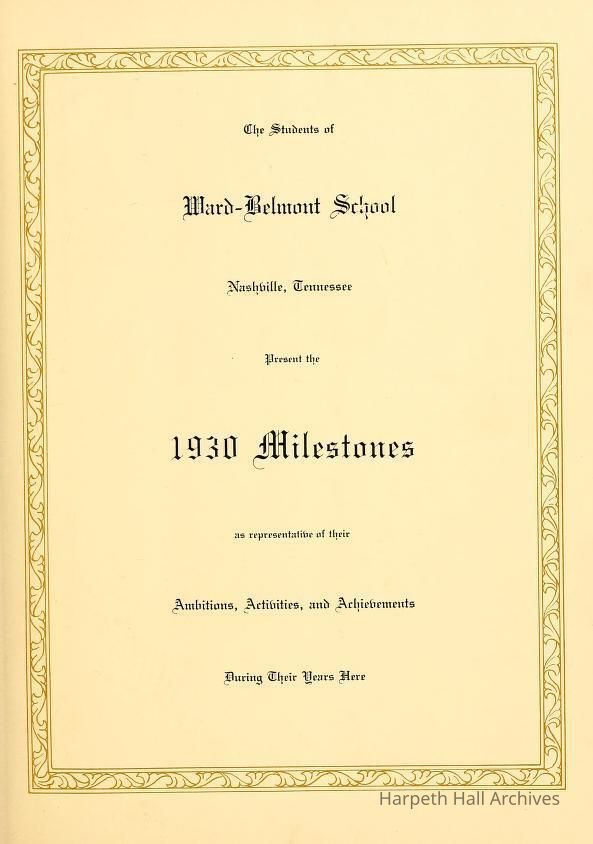 The Students of
Ward-Belmont School
Nashville, Tennessee
Present the
1930 Milestones
as representative of their
Ambitions, Activities, and Achievements
During Their Years Here
Harpeth Hall Archives